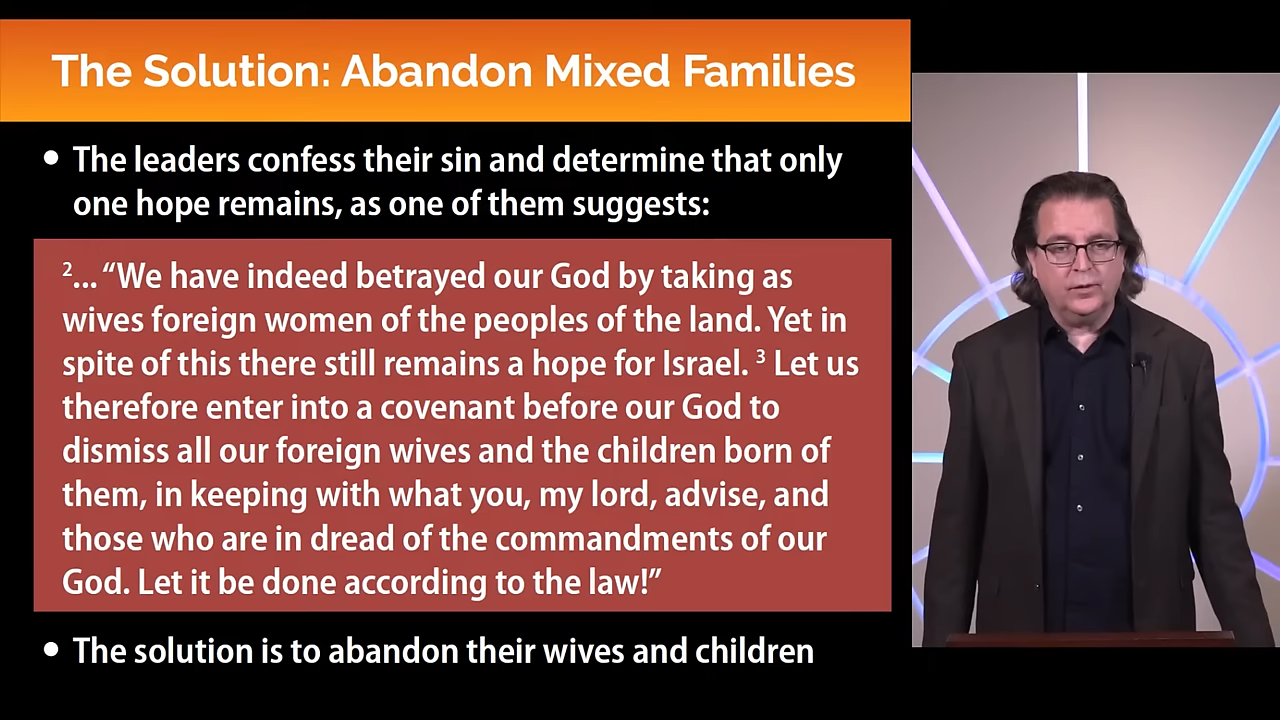 The Solution: Abandon Mixed Families
• The leaders confess their sin and determine that only
one hope remains, as one of them suggests:
2... “We have indeed betrayed our God by taking as
wives foreign women of the peoples of the land. Yet in
spite of this there still remains a hope for Israel. 3 Let us
therefore enter into a covenant before our God to
dismiss all our foreign wives and the children born of
them, in keeping with what you, my lord, advise, and
those who are in dread of the commandments of our
God. Let it be done according to the law!”
• The solution is to abandon their wives and children